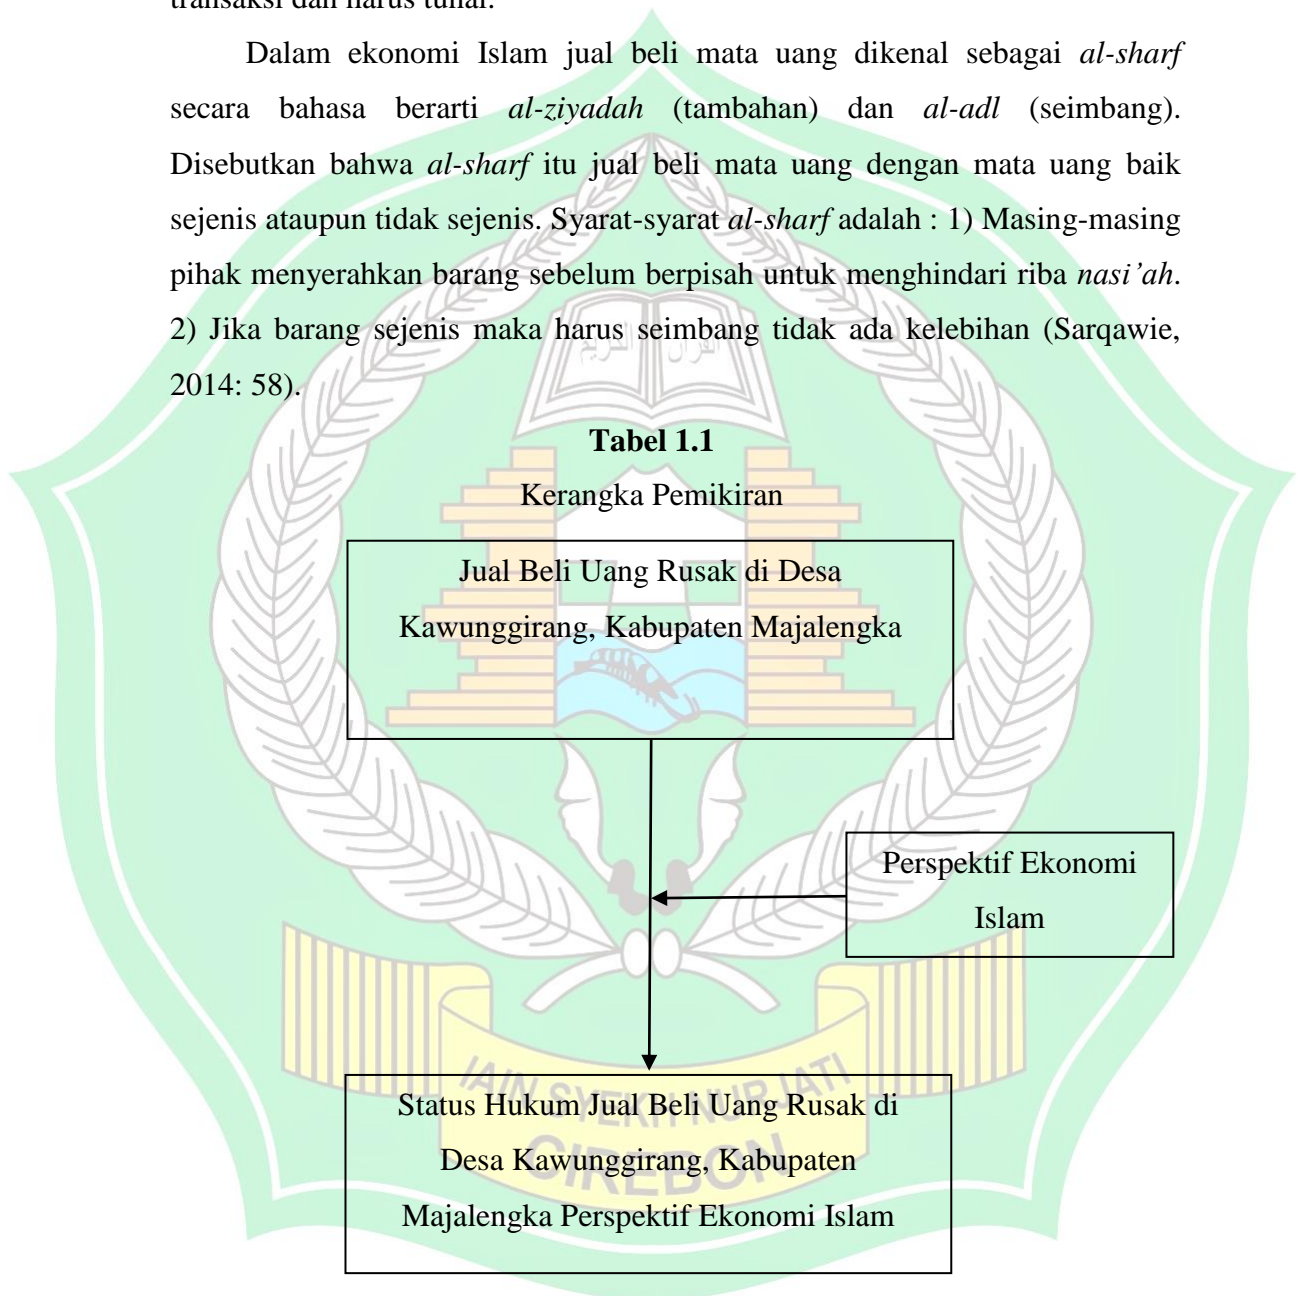 transaksi dan harus tunai.
Dalam ekonomi Islam jual beli mata uang dikenal sebagai al-sharf
secara bahasa berarti al-ziyadah (tambahan) dan al-adl (seimbang).
Disebutkan bahwa al-sharf itu jual beli mata uang dengan mata uang baik
sejenis ataupun tidak sejenis. Syarat-syarat al-sharf adalah : 1) Masing-masing
pihak menyerahkan barang sebelum berpisah untuk menghindari riba nasi’ah.
2) Jika barang sejenis maka harus seimbang tidak ada kelebihan (Sarqawie,
2014: 58).
Tabel 1.1
Kerangka Pemikiran
Jual Beli Uang Rusak di Desa
Kawunggirang, Kabupaten Majalengka
Perspektif Ekonomi
Islam
IAIN SYEKH NURJATI
CIREBON
Status Hukum Jual Beli Uang Rusak di
Desa Kawunggirang, Kabupaten
Majalengka Perspektif Ekonomi Islam